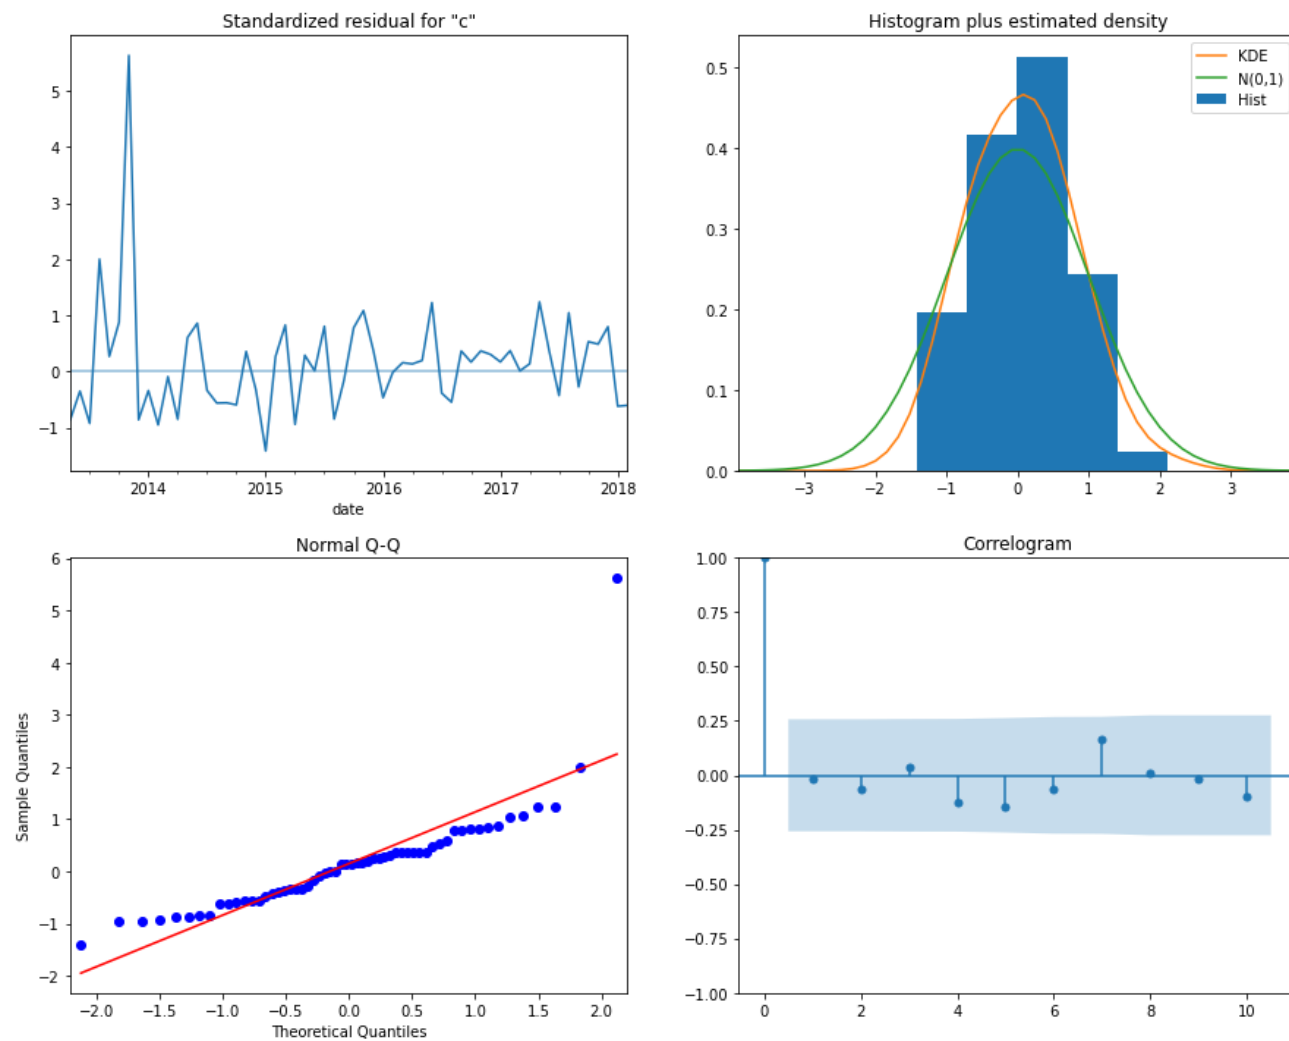 Standardized residual for "c"
5
4
3
2
1
0
−1
2014 2015 2016 2017 2018
date
Histogram plus estimated density
KDE
N(0,1)
Hist
0.5
0.4
0.3
0.2
0.1
0.0
−3 −2 −1 0 1 2 3
Normal Q-Q
Sample Quantiles
6
5
4
3
2
1
0
−1
−2
−2.0 −1.5 −1.0 −0.5 0.0 0.5 1.0 1.5 2.0
Theoretical Quantiles
Correlogram
1.00
0.75
0.50
0.25
0.00
−0.25
−0.50
−0.75
−1.00
0 2 4 6 8 10